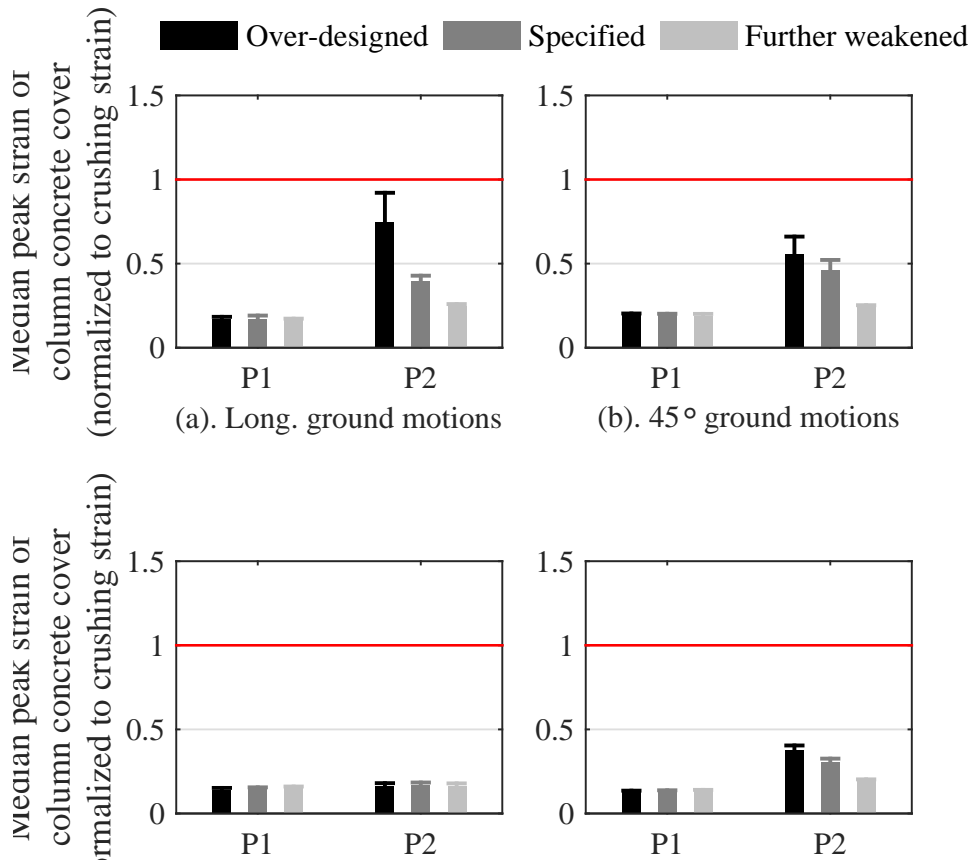 Over-designed Specified Further weakened
Median peak strain of
column concrete cover
(normalized to crushing strain)
1.5
1
0.5
0
P1 P2
(a). Long. ground motions
1.5
1
0.5
0
P1 P2
(b). 45° ground motions
Median peak strain of
column concrete cover
ormalized to crushing strain)
1.5
1
0.5
0
P1 P2
1.5
1
0.5
0
P1 P2